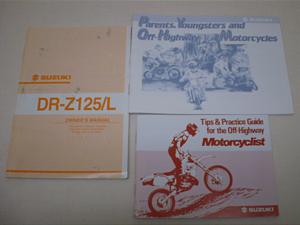 SUZUKI
DR-Z125/L
OWNER'S MANUAL
Parents, Youngsters and
Off-Highway Motorcycles
SUZUKI
Tips & Practice Guide
for the Off-Highway
Motorcyclist
SUZUKI